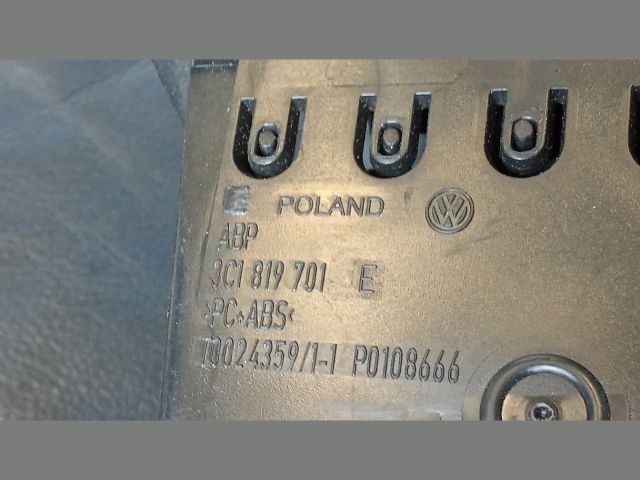 POLAND
ABP
3C1 819 701 E
>PC+ABS<
T0024359/1-1 P0108666